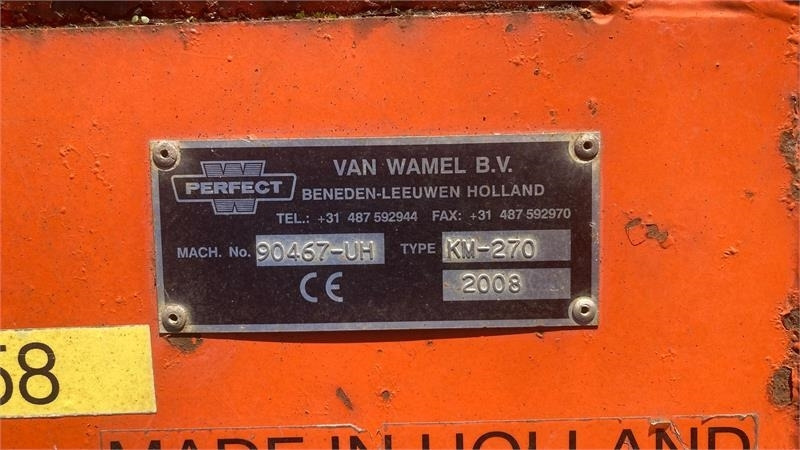 VAN WAMEL B.V.
W PERFECT W
BENEDEN-LEEUWEN HOLLAND
TEL.: +31 487 592944 FAX: +31 487 592970
MACH. No. 90467-UH TYPE KM-270
CE 2008
58
MADE IN HOLLAND